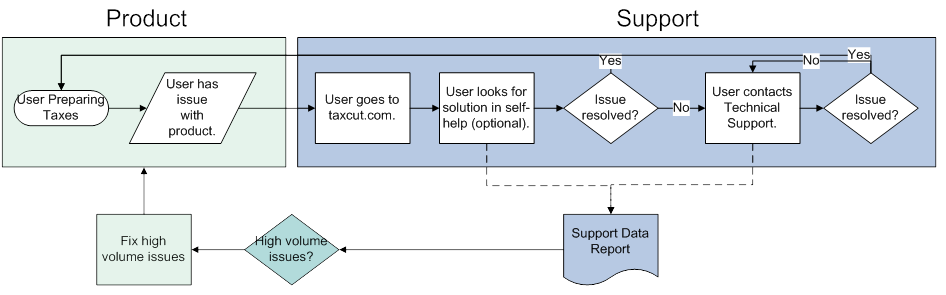 Product
Support
Yes
No
Yes
User Preparing
Taxes
User has
issue
with
product.
User goes to
taxcut.com.
User looks for
solution in self-
help (optional).
Issue
resolved?
No
User contacts
Technical
Support.
Issue
resolved?
Fix high
volume issues
High volume
issues?
Support Data
Report